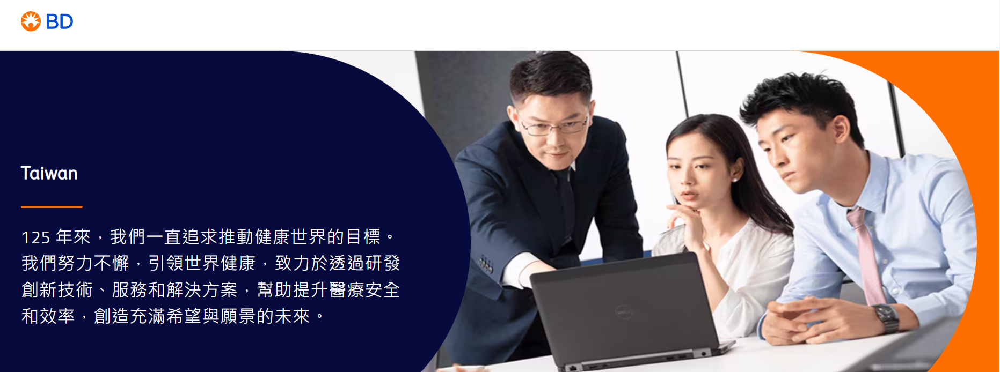 BD
Taiwan
125 年來，我們一直追求推動健康世界的目標。
我們努力不懈，引領世界健康，致力於透過研發
創新技術、服務和解決方案，幫助提升醫療安全
和效率，創造充滿希望與願景的未來。
DELL